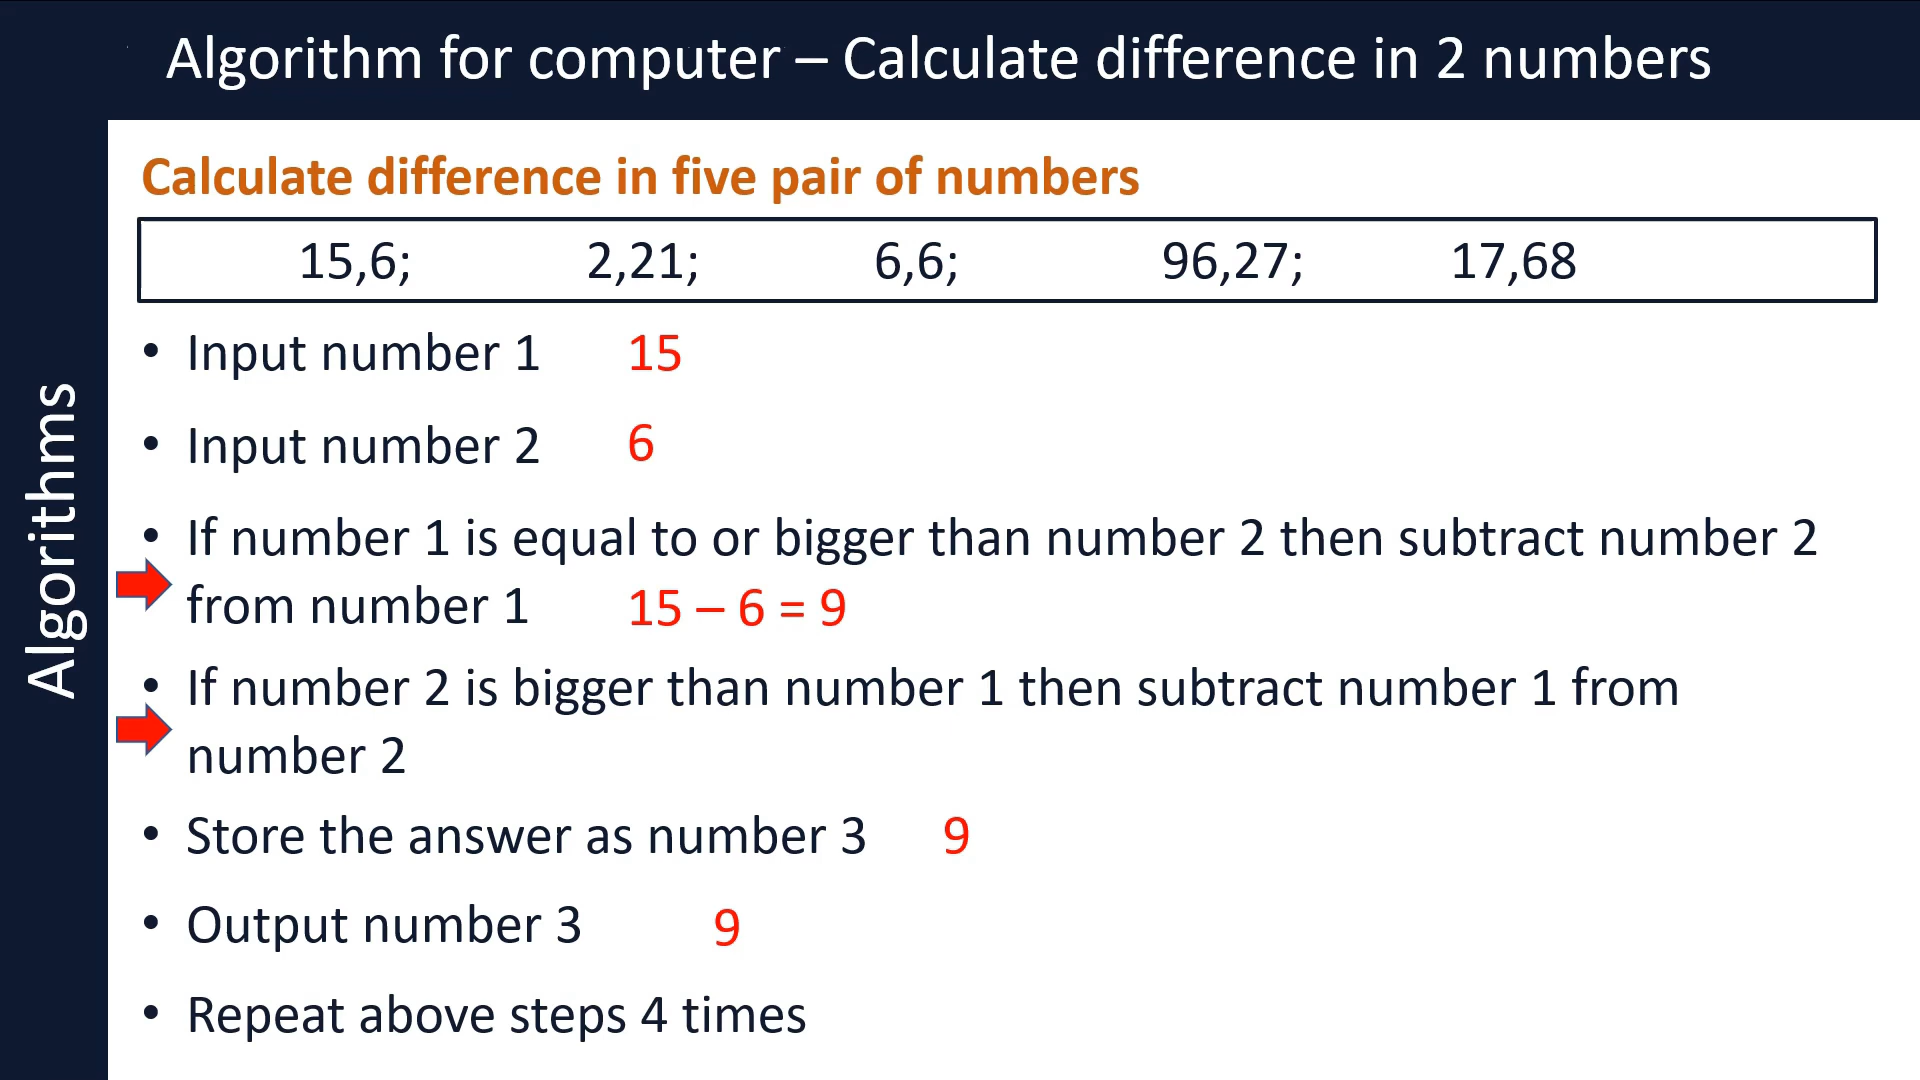 Algorithm for computer – Calculate difference in 2 numbers
Algorithms
Calculate difference in five pair of numbers
15,6; 2,21; 6,6; 96,27; 17,68
• Input number 1 15
• Input number 2 6
• If number 1 is equal to or bigger than number 2 then subtract number 2
from number 1 15 – 6 = 9
• If number 2 is bigger than number 1 then subtract number 1 from
number 2
• Store the answer as number 3 9
• Output number 3 9
• Repeat above steps 4 times